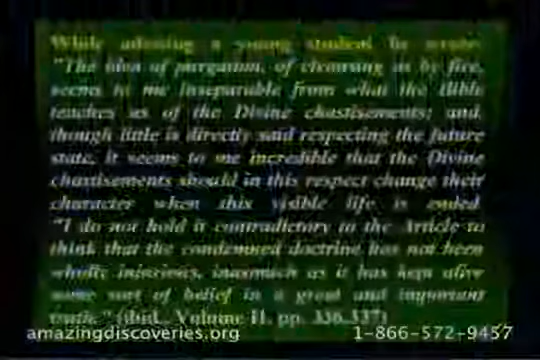 While advising a young student he wrote:
"The idea of purgation, of cleansing as by fire,
seems to me inseparable from what the Bible
teaches us of the Divine chastisements; and
though little is directly said respecting the future
state, it seems to me incredible that the Divine
chastisements should in this respect change their
character when this visible life is ended.
"I do not hold it contradictory to the Article to
think that the condemned doctrine has not been
wholly injurious, inasmuch as it has kept alive
some sort of belief in a great and important
truth." (ibid., Volume II, pp. 336,337)
amazingdiscoveries.org 1-866-572-9457